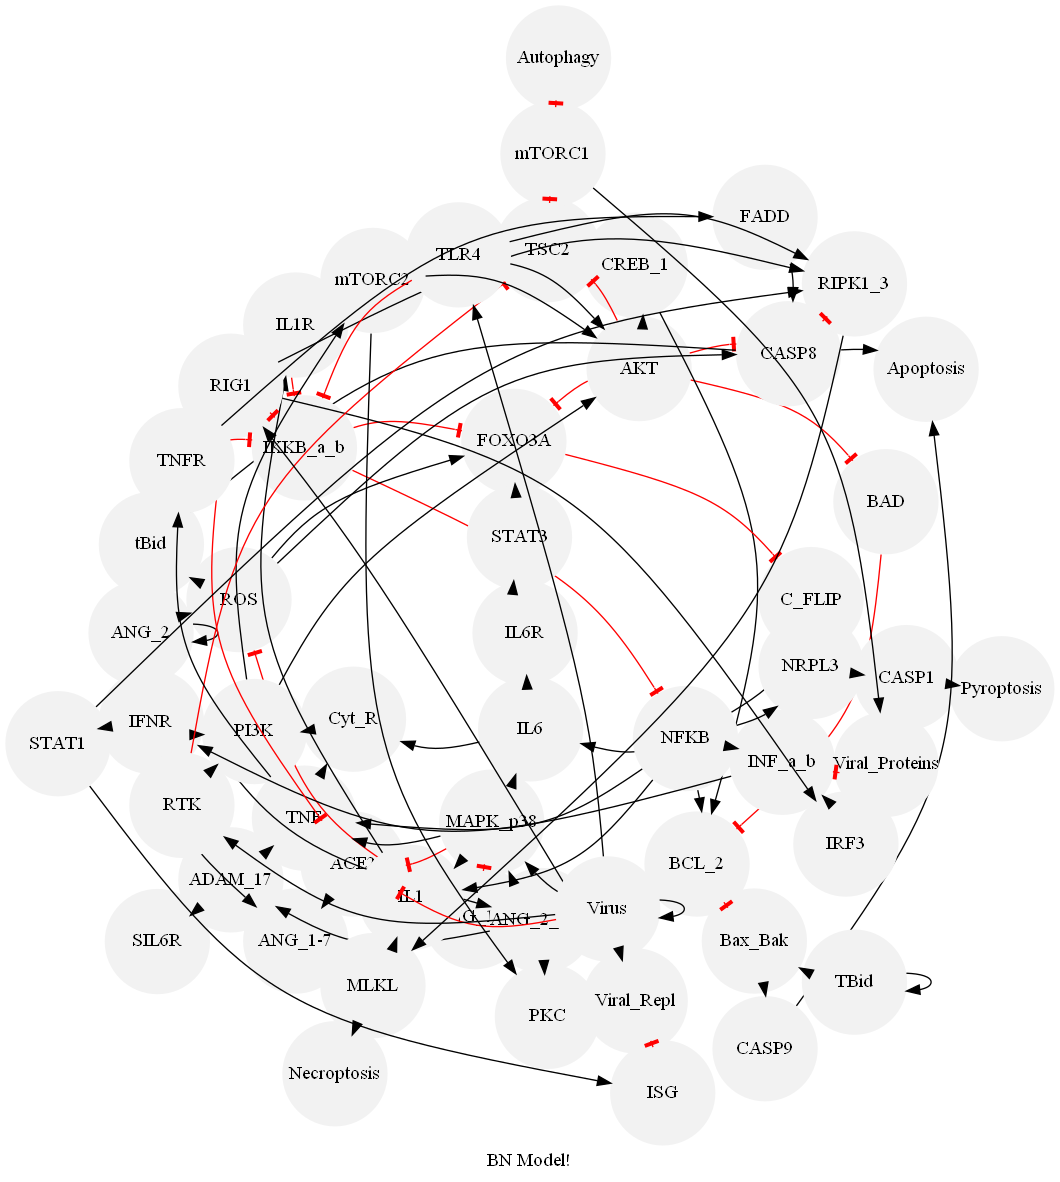 Autophagy
mTORC1
FADD
TSC2
TLR4
CREB_1
mTORC2
RIPK1_3
IL1R
CASP8
Apoptosis
AKT
RIG1
FOXO3A
IKKB_a_b
TNFR
BAD
STAT3
tBid
C_FLIP
ROS
ANG_2
IL6R
NRPL3
CASP1
Pyroptosis
Cyt_R
IFNR
PI3K
IL6
STAT1
NFKB
INF_a_b
Viral_Proteins
RTK
TNF
MAPK_p38
IRF3
ACE2
BCL_2
ADAM_17
IL1
Virus
ANG_2_
SIL6R
ANG_1-7
Bax_Bak
TBid
MLKL
Viral_Repl
PKC
CASP9
Necroptosis
ISG
BN Model!